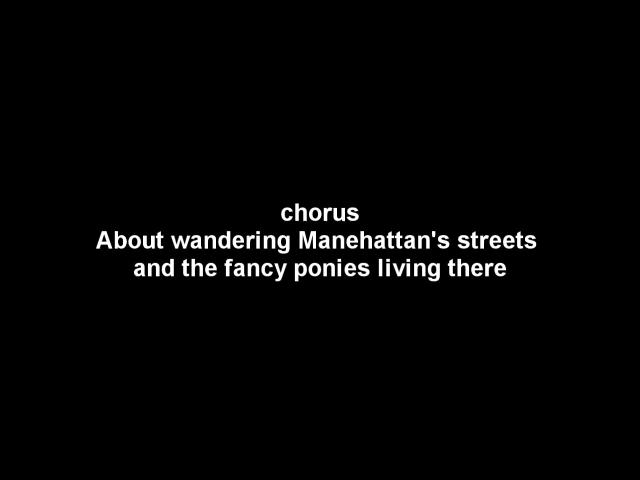 chorus
About wandering Manehattan's streets
and the fancy ponies living there